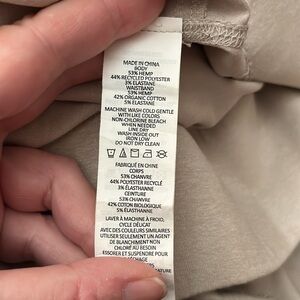 MADE IN CHINA
BODY
53% HEMP
44% RECYCLED POLYESTER
3% ELASTANE
WAISTBAND
53% HEMP
42% ORGANIC COTTON
5% ELASTANE
MACHINE WASH COLD GENTLE
WITH LIKE COLORS
NON-CHLORINE BLEACH
WHEN NEEDED
LINE DRY
WASH INSIDE OUT
IRON LOW
DO NOT DRY CLEAN
FABRIQUÉ EN CHINE
CORPS
53% CHANVRE
44% POLYESTER RECYCLÉ
3% ÉLASTHANNE
CEINTURE
53% CHANVRE
42% COTON BIOLOGIQUE
5% ÉLASTHANNE
LAVER À MACHINE À FROID,
CYCLE DÉLICAT
AVEC DES COULEURS SIMILAIRES
UTILISER SEULEMENT UN AGENT
DE BLANCHIMENT NON
CHLORÉ AU BESOIN
ESSORER ET SUSPENDRE POUR
SÉCHAGE